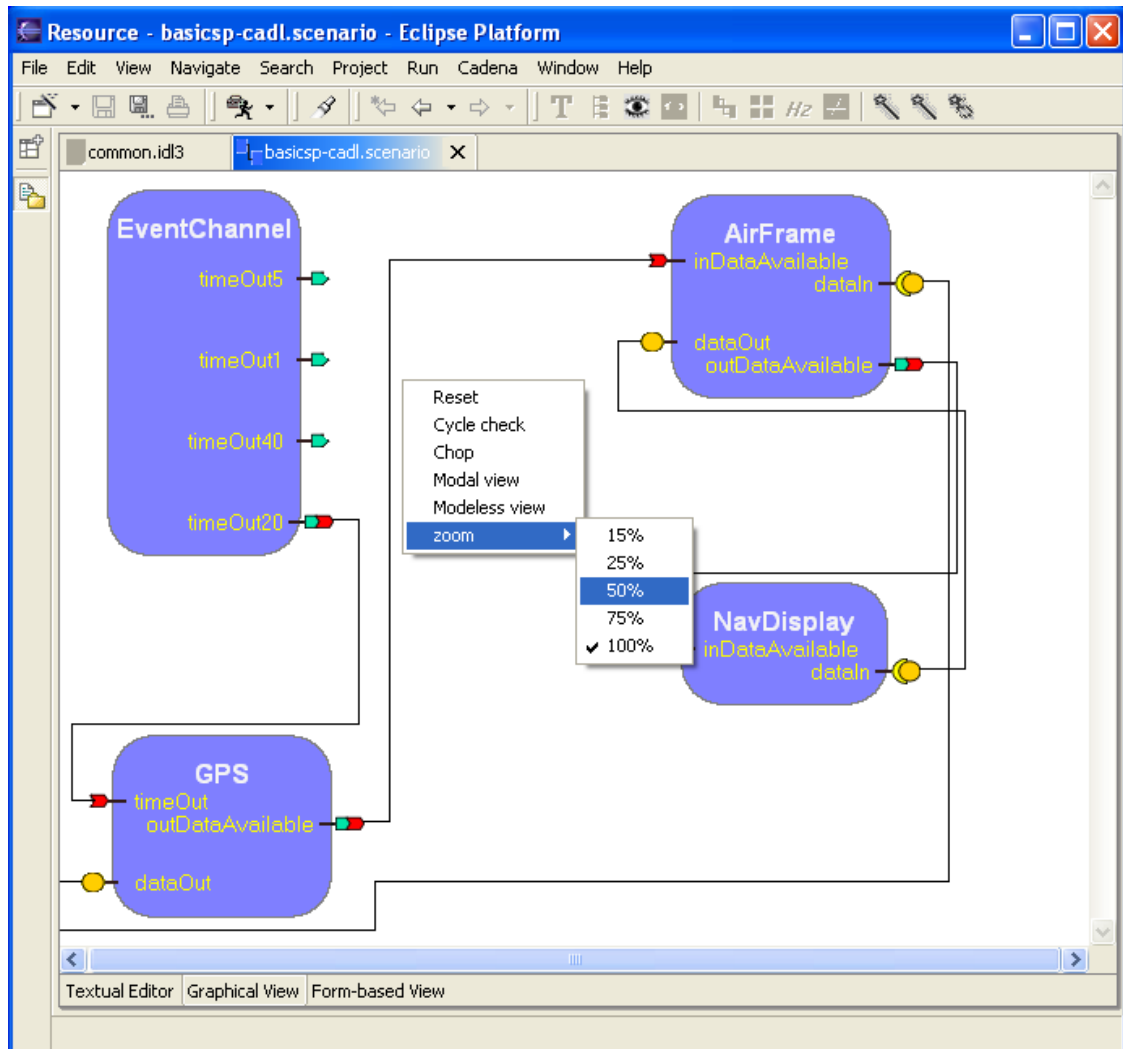 Resource - basicsp-cadl.scenario - Eclipse Platform
File Edit View Navigate Search Project Run Cadena Window Help
T H2
common.idl3 basicsp-cadl.scenario
EventChannel
timeOut5
timeOut1
timeOut40
timeOut20
AirFrame
inDataAvailable
dataIn
dataOut
outDataAvailable
Reset
Cycle check
Chop
Modal view
Modeless view
zoom
15%
25%
50%
75%
100%
NavDisplay
inDataAvailable
dataIn
GPS
timeOut
outDataAvailable
dataOut
Textual Editor Graphical View Form-based View